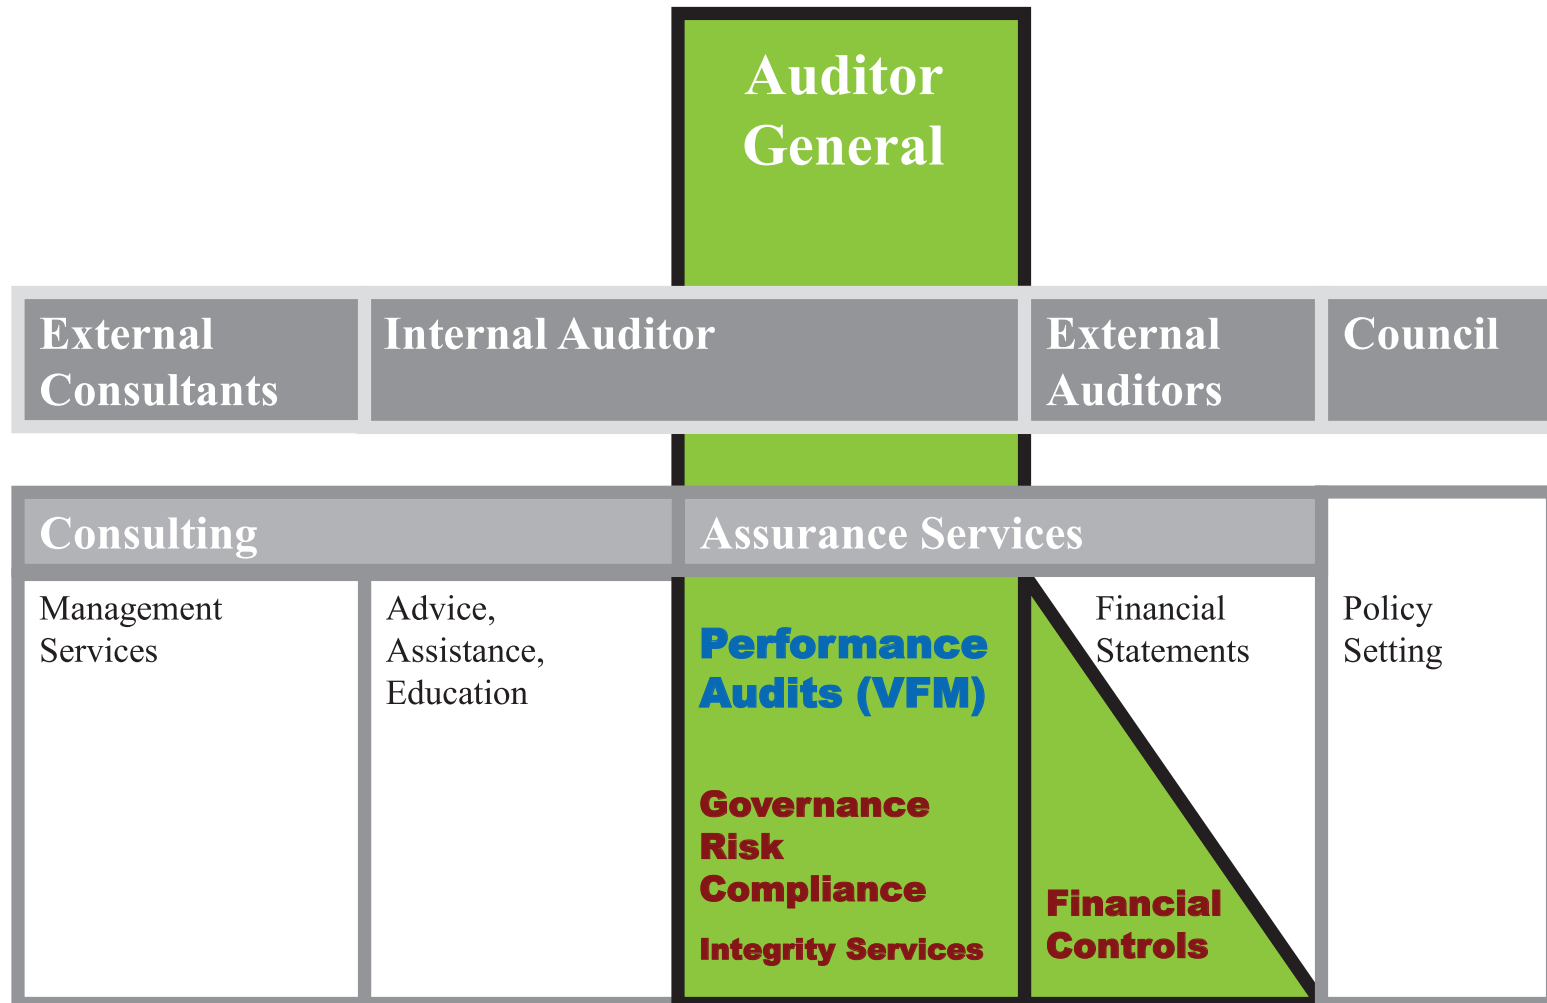 Auditor
General
External
Consultants
Internal Auditor
External
Auditors
Council
Consulting
Assurance Services
Management
Services
Advice,
Assistance,
Education
Performance
Audits (VFM)
Governance
Risk
Compliance
Integrity Services
Financial
Statements
Financial
Controls
Policy
Setting